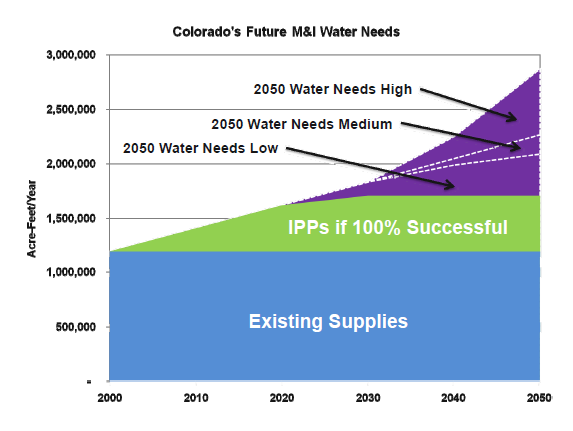 Colorado's Future M&I Water Needs
3,000,000
2,500,000
2,000,000
1,500,000
1,000,000
500,000
-
Acre-Feet/Year
2050 Water Needs High
2050 Water Needs Medium
2050 Water Needs Low
IPPs if 100% Successful
Existing Supplies
2000 2010 2020 2030 2040 2050